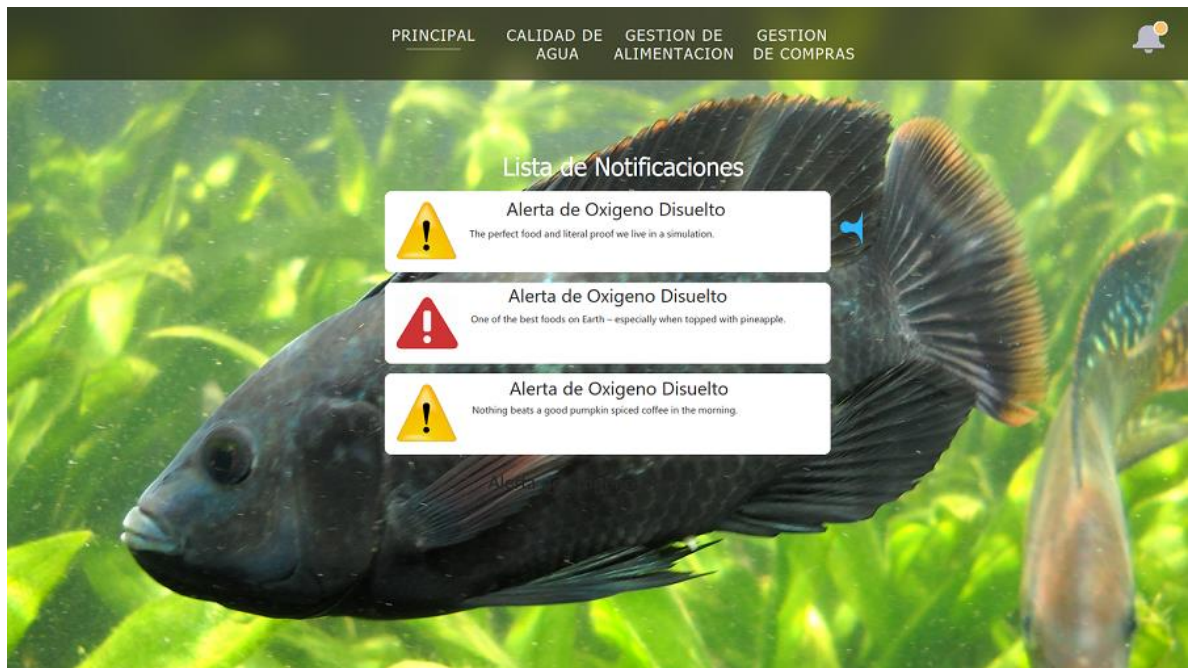 PRINCIPAL
CALIDAD DE
AGUA
GESTION DE
ALIMENTACION
GESTION
DE COMPRAS
Lista de Notificaciones
Alerta de Oxigeno Disuelto
The perfect food and literal proof we live in a simulation.
Alerta de Oxigeno Disuelto
One of the best foods on Earth – especially when topped with pineapple.
Alerta de Oxigeno Disuelto
Nothing beats a good pumpkin spiced coffee in the morning.
Alerta